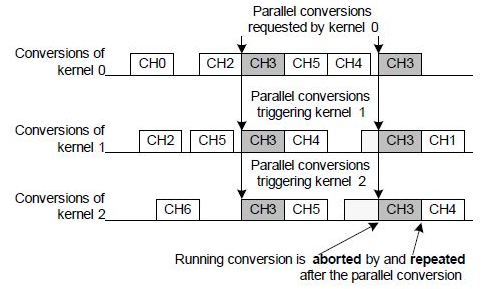 Parallel conversions
requested by kernel 0
Conversions of
kernel 0
CH0 CH2 CH3 CH5 CH4 CH3
Parallel conversions
triggering kernel 1
Conversions of
kernel 1
CH2 CH5 CH3 CH4 CH3 CH1
Parallel conversions
triggering kernel 2
Conversions of
kernel 2
CH6 CH3 CH5 CH3 CH4
Running conversion is aborted by and repeated
after the parallel conversion